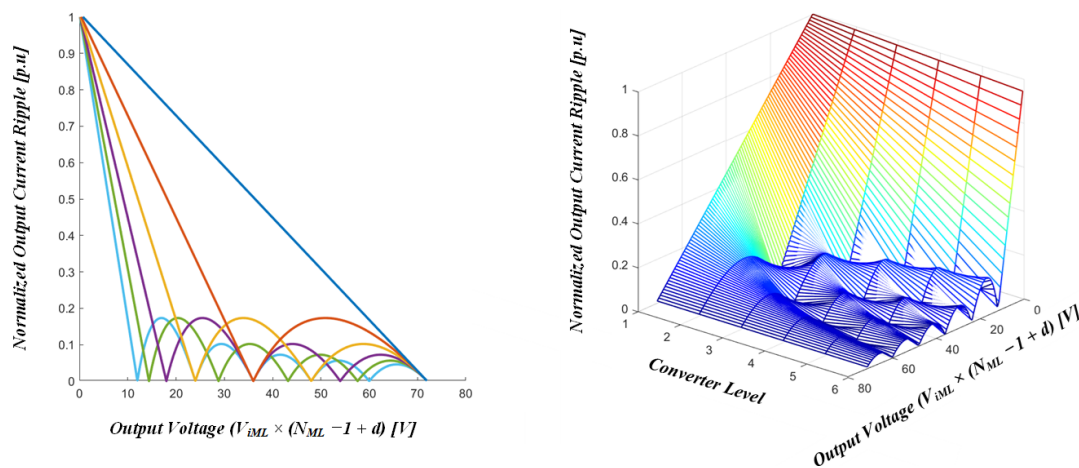 Normalized Output Current Ripple [p.u]
1
0.9
0.8
0.7
0.6
0.5
0.4
0.3
0.2
0.1
0
0 10 20 30 40 50 60 70 80
Output Voltage (ViML × (NML −1 + d) [V]
Normalized Output Current Ripple [p.u]
1
0.8
0.6
0.4
0.2
0
1 2 3 4 5 6
Converter Level
80 60 40 20 0
Output Voltage (ViML × (NML −1 + d) [V]